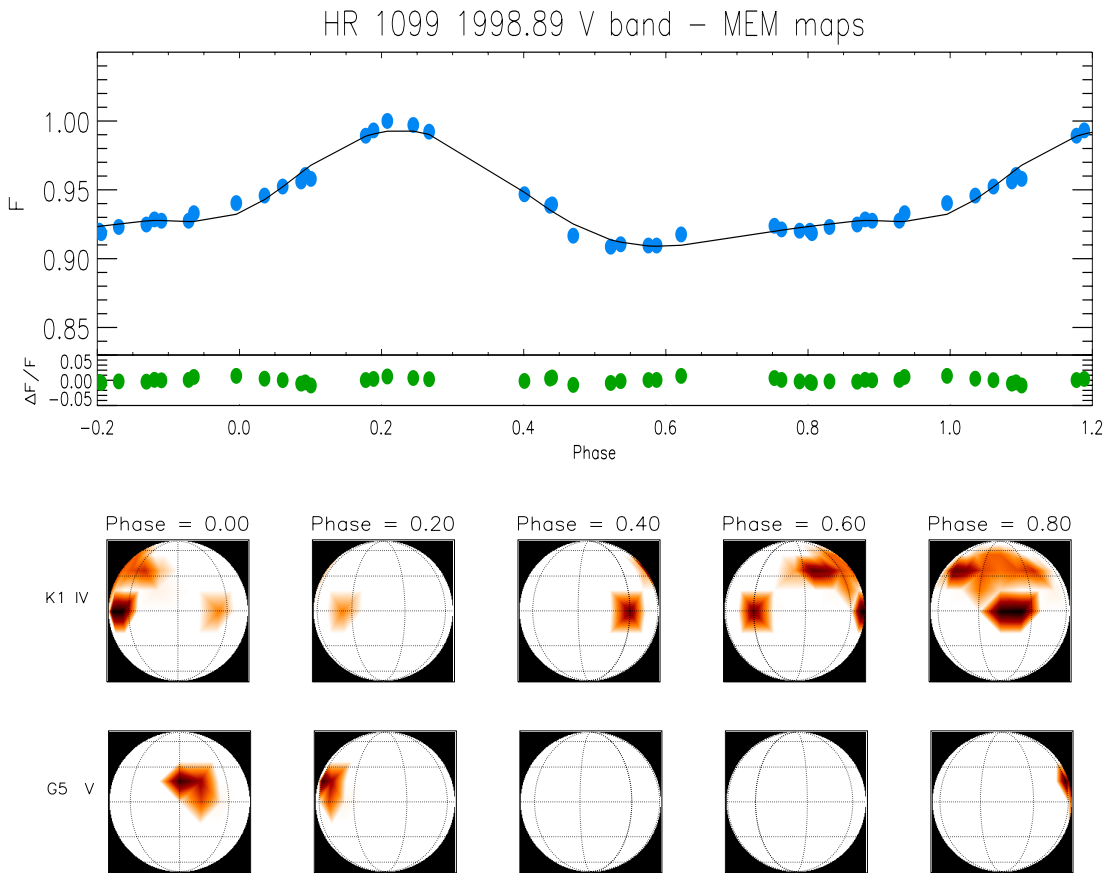 HR 1099 1998.89 V band – MEM maps
1.00
0.95
F
0.90
0.85
0.05
0.00
−0.05
ΔF/F
−0.2 0.0 0.2 0.4 0.6 0.8 1.0 1.2
Phase
Phase = 0.00 Phase = 0.20 Phase = 0.40 Phase = 0.60 Phase = 0.80
K1 IV
G5 V